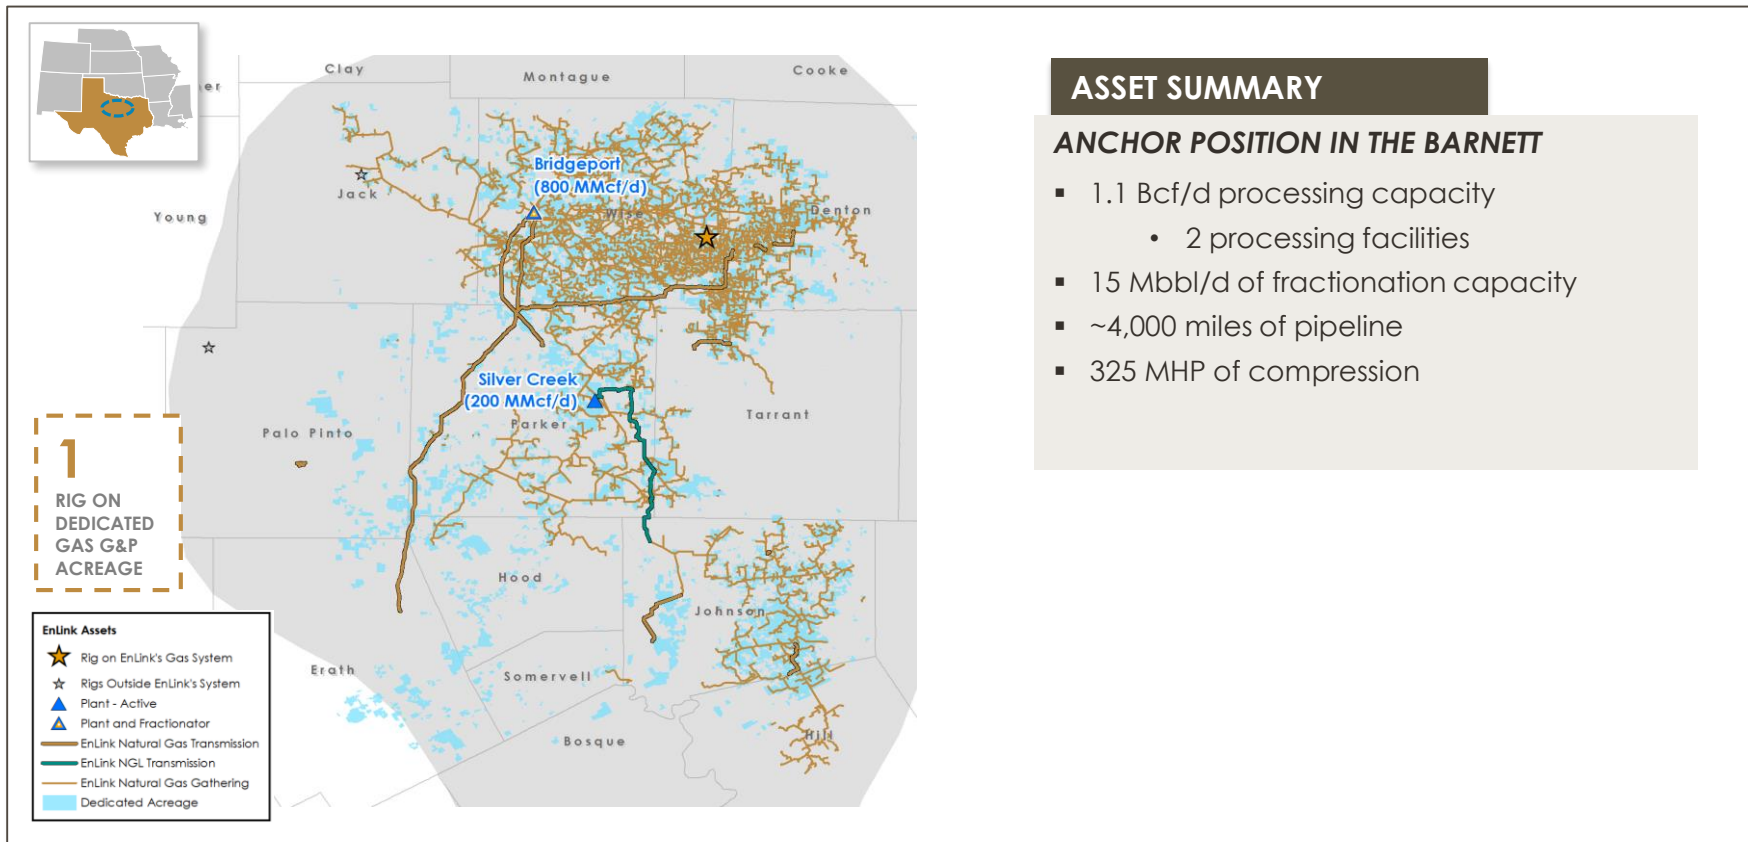 er
Clay
Montague
Cooke
Bridgeport
(800 MMcf/d)
Jack
Wise
Denton
Young
Silver Creek
(200 MMcf/d)
Parker
Tarrant
Palo Pinto
Hood
Johnson
Erath
Somervell
Bosque
Hill
1
RIG ON
DEDICATED
GAS G&P
ACREAGE
EnLink Assets
Rig on EnLink's Gas System
Rigs Outside EnLink's System
Plant - Active
Plant and Fractionator
EnLink Natural Gas Transmission
EnLink NGL Transmission
EnLink Natural Gas Gathering
Dedicated Acreage
ASSET SUMMARY
ANCHOR POSITION IN THE BARNETT
▪ 1.1 Bcf/d processing capacity
• 2 processing facilities
▪ 15 Mbbl/d of fractionation capacity
▪ ~4,000 miles of pipeline
▪ 325 MHP of compression